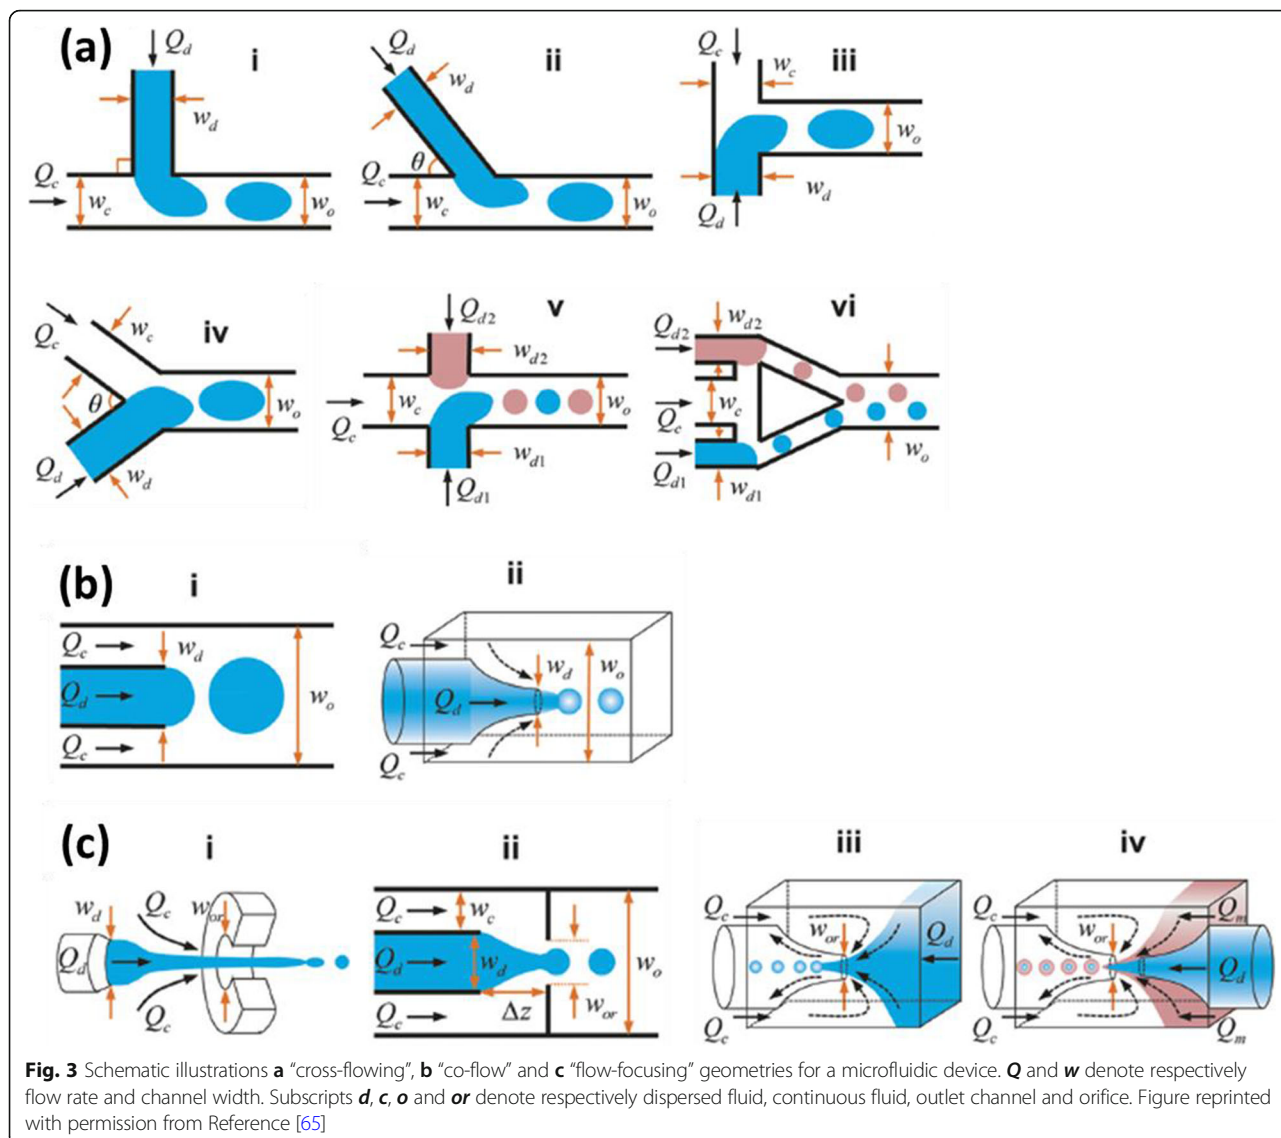 (a)
i
Q_d
w_d
Q_c
w_c
w_o
ii
Q_d
w_d
θ
Q_c
w_c
w_o
iii
Q_c
w_c
w_o
w_d
Q_d
iv
Q_c
w_c
θ
w_o
Q_d
w_d
v
Q_d2
w_d2
w_c
w_o
Q_c
w_d1
Q_d1
vi
w_d2
Q_d2
w_c
Q_c
w_o
Q_d1
w_d1
(b)
i
Q_c
w_d
Q_d
w_o
Q_c
ii
Q_c
w_d
w_o
Q_d
Q_c
(c)
i
w_d
Q_c
w_or
Q_d
Q_c
ii
Q_c
w_c
Q_d
w_d
w_o
Δz
w_or
Q_c
iii
Q_c
w_or
Q_d
Q_c
iv
Q_c
Q_m
w_or
Q_d
Q_c
Q_m
Fig. 3 Schematic illustrations a “cross-flowing”, b “co-flow” and c “flow-focusing” geometries for a microfluidic device. Q and w denote respectively
flow rate and channel width. Subscripts d, c, o and or denote respectively dispersed fluid, continuous fluid, outlet channel and orifice. Figure reprinted
with permission from Reference [65]